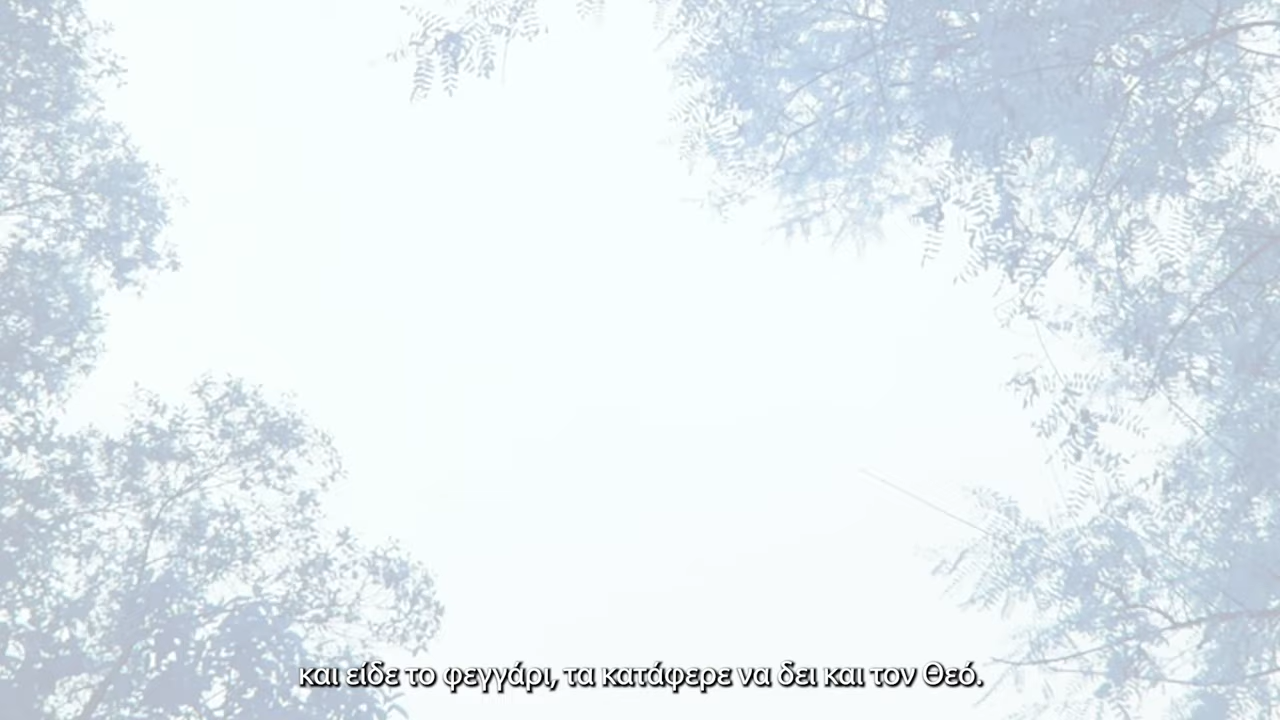 και είδε το φεγγάρι, τα κατάφερε να δει και τον Θεό.